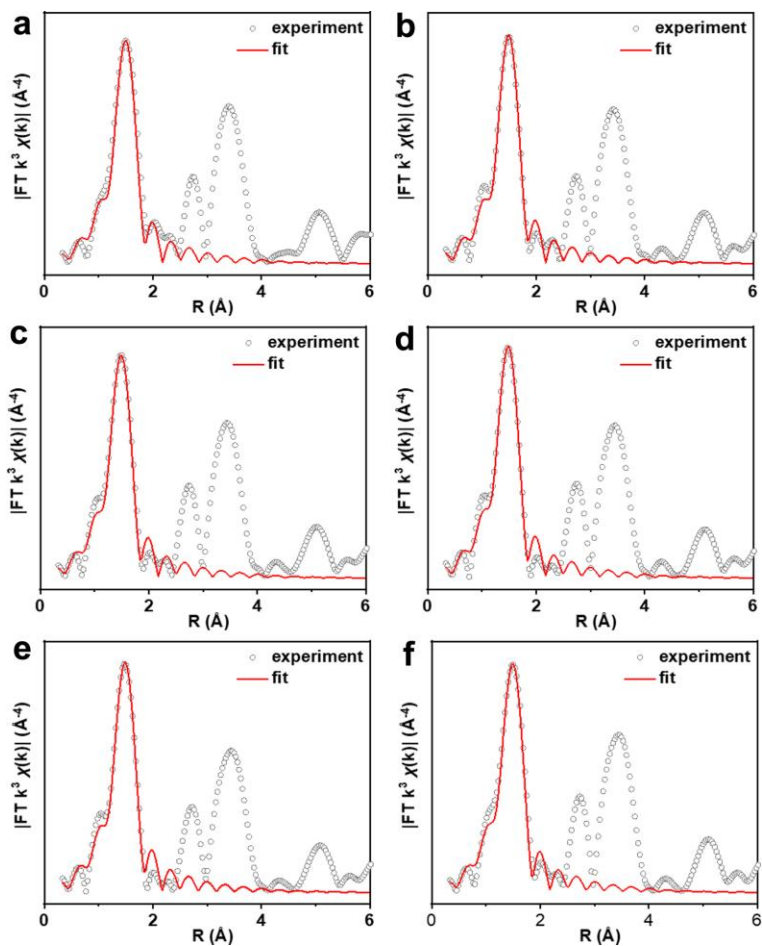 a
experiment
fit
|FT k³ χ(k)| (Å⁻⁴)
0 2 4 6
R (Å)
b
experiment
fit
|FT k³ χ(k)| (Å⁻⁴)
0 2 4 6
R (Å)
c
experiment
fit
|FT k³ χ(k)| (Å⁻⁴)
0 2 4 6
R (Å)
d
experiment
fit
|FT k³ χ(k)| (Å⁻⁴)
0 2 4 6
R (Å)
e
experiment
fit
|FT k³ χ(k)| (Å⁻⁴)
0 2 4 6
R (Å)
f
experiment
fit
|FT k³ χ(k)| (Å⁻⁴)
0 2 4 6
R (Å)